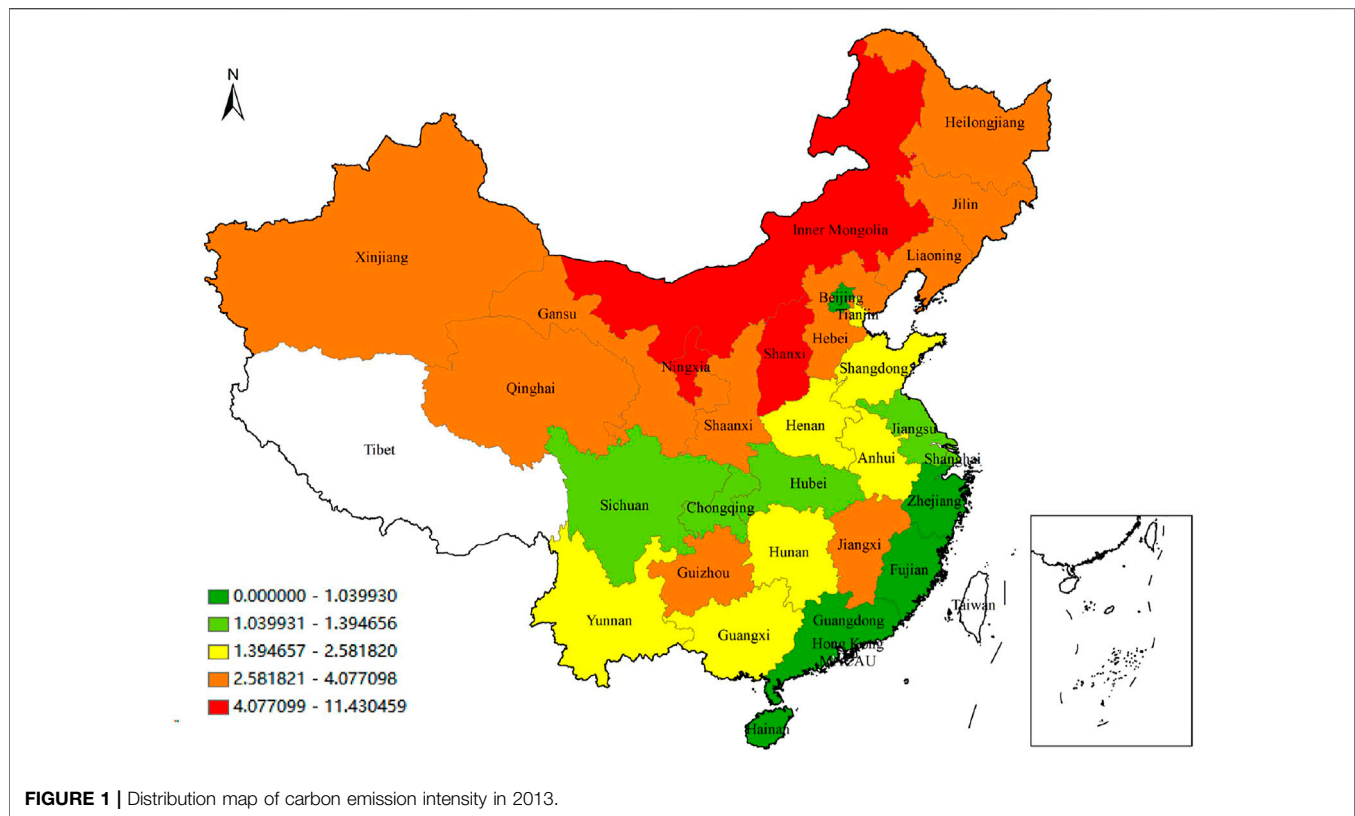 N
Heilongjiang
Jilin
Inner Mongolia
Liaoning
Xinjiang
Beijing
Tianjin
Gansu
Hebei
Shanxi
Ningxia
Shangdong
Qinghai
Shaanxi
Henan
Jiangsu
Tibet
Anhui
Shanghai
Hubei
Sichuan
Chongqing
Zhejiang
Hunan
Jiangxi
Guizhou
Fujian
Taiwan
Yunnan
Guangxi
Guangdong
Hong Kong
MACAU
Hainan
0.000000 - 1.039930
1.039931 - 1.394656
1.394657 - 2.581820
2.581821 - 4.077098
4.077099 - 11.430459
FIGURE 1 | Distribution map of carbon emission intensity in 2013.